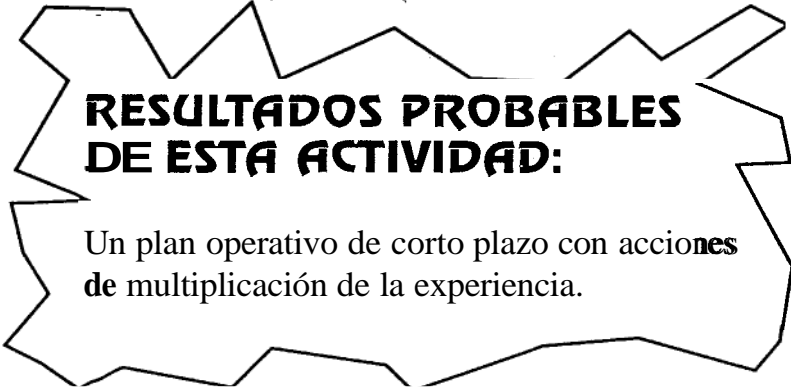 RESULTADOS PROBABLES
DE ESTA ACTIVIDAD:
Un plan operativo de corto plazo con acciones
de multiplicación de la experiencia.